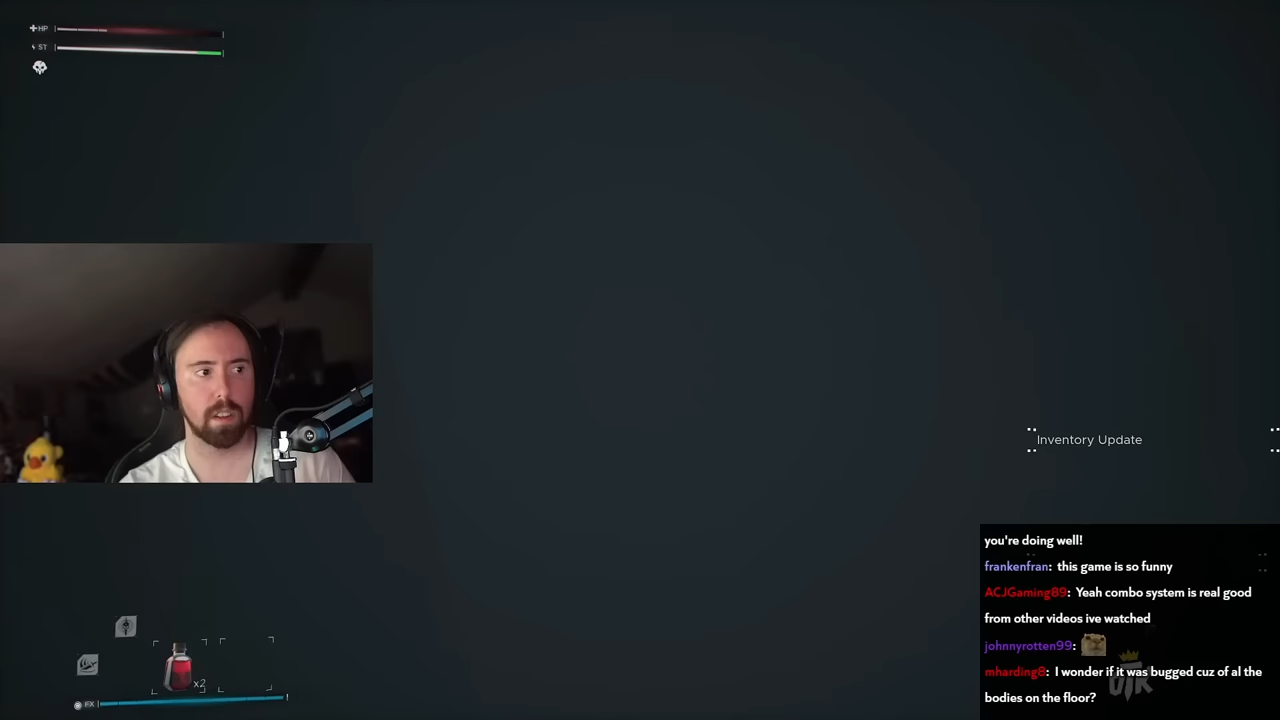 HP
ST
Inventory Update
you're doing well!
frankenfran: this game is so funny
ACJGaming89: Yeah combo system is real good
from other videos ive watched
johnnyrotten99:
mharding8: I wonder if it was bugged cuz of al the
bodies on the floor?
x2
EX